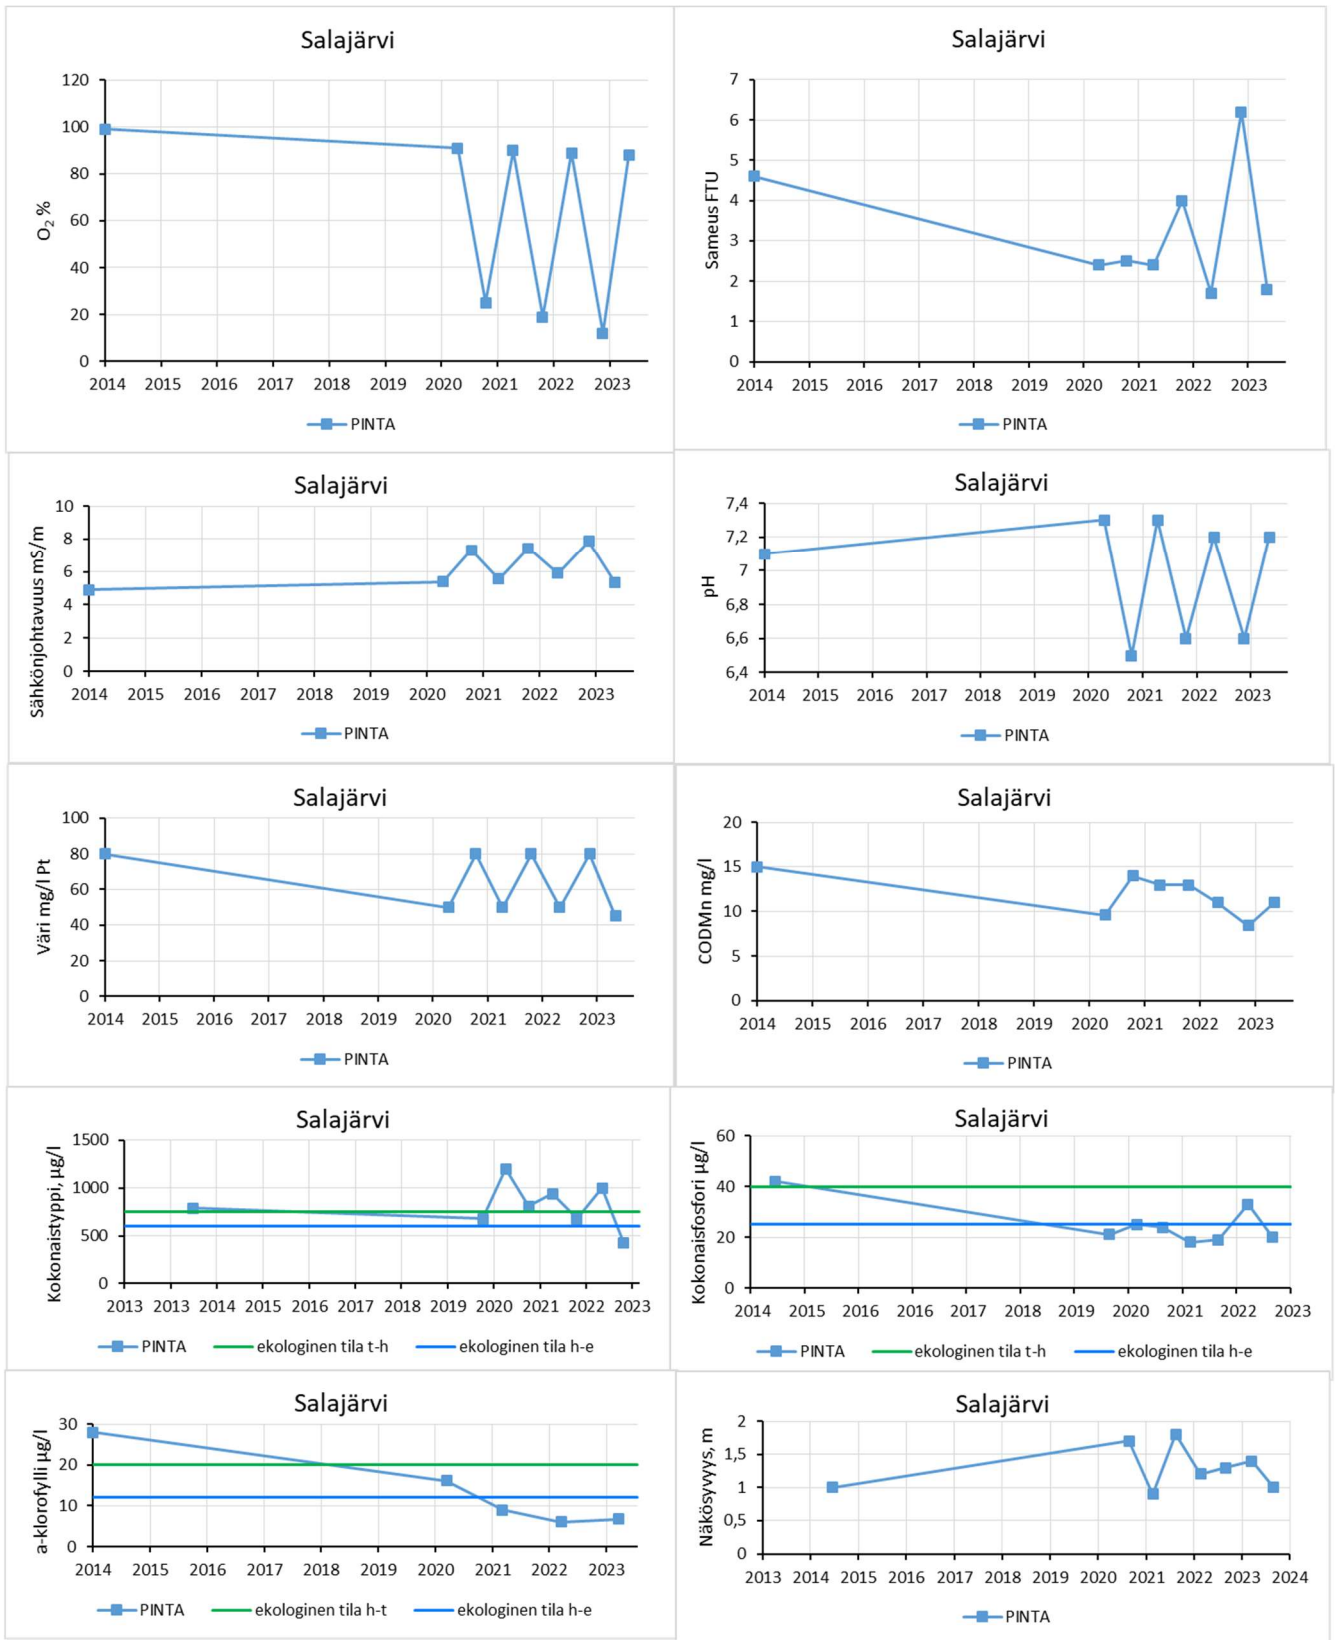 Salajärvi
O₂ %
120
100
80
60
40
20
0
2014 2015 2016 2017 2018 2019 2020 2021 2022 2023
PINTA
Salajärvi
Sameus FTU
7
6
5
4
3
2
1
0
2014 2015 2016 2017 2018 2019 2020 2021 2022 2023
PINTA
Salajärvi
Sähkönjohtavuus mS/m
10
8
6
4
2
0
2014 2015 2016 2017 2018 2019 2020 2021 2022 2023
PINTA
Salajärvi
pH
7,4
7,2
7
6,8
6,6
6,4
2014 2015 2016 2017 2018 2019 2020 2021 2022 2023
PINTA
Salajärvi
Väri mg/l Pt
100
80
60
40
20
0
2014 2015 2016 2017 2018 2019 2020 2021 2022 2023
PINTA
Salajärvi
CODMn mg/l
20
15
10
5
0
2014 2015 2016 2017 2018 2019 2020 2021 2022 2023
PINTA
Salajärvi
Kokonaistyppi, µg/l
1500
1000
500
0
2013 2013 2014 2015 2016 2017 2018 2019 2020 2021 2022 2023
PINTA ekologinen tila t-h ekologinen tila h-e
Salajärvi
Kokonaisfosfori µg/l
60
40
20
0
2014 2015 2016 2016 2017 2018 2019 2020 2021 2022 2023
PINTA ekologinen tila t-h ekologinen tila h-e
Salajärvi
a-klorofylli µg/l
30
20
10
0
2014 2015 2016 2017 2018 2019 2020 2021 2022 2023
PINTA ekologinen tila h-t ekologinen tila h-e
Salajärvi
Näkösyvyys, m
2
1,5
1
0,5
0
2013 2014 2015 2016 2017 2018 2019 2020 2021 2022 2023 2024
PINTA